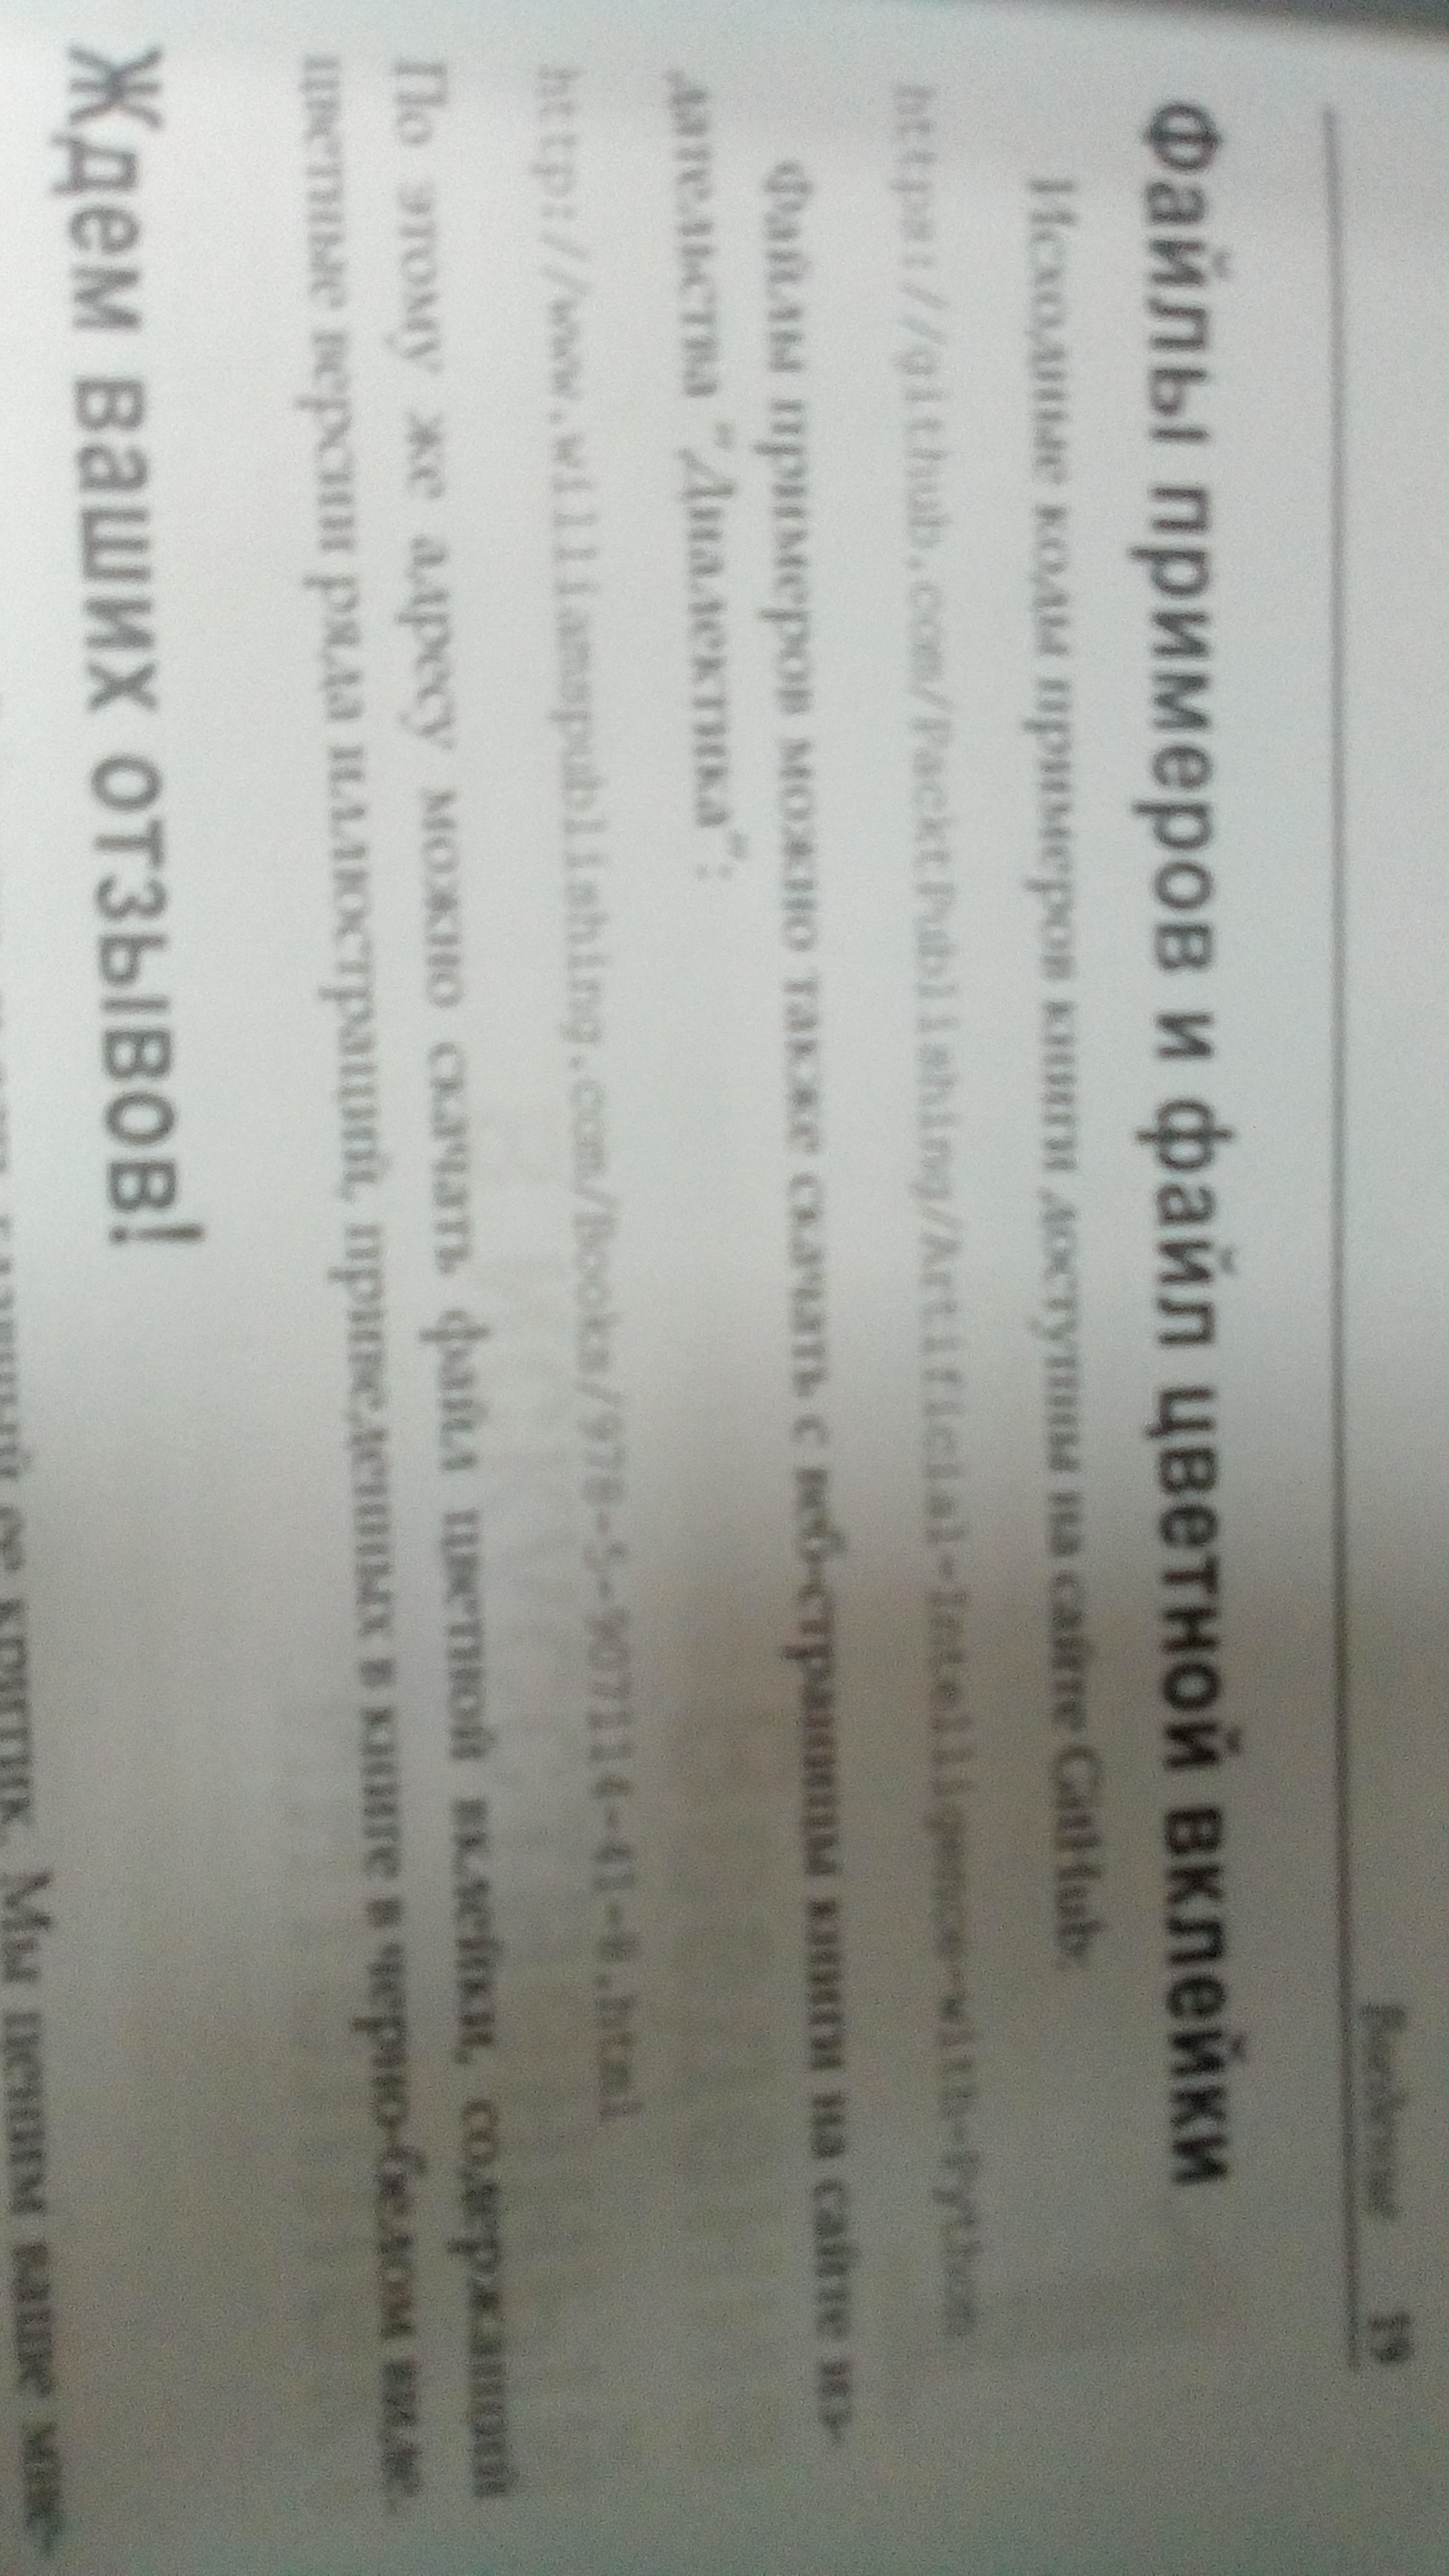 Введение 19
Файлы примеров и файл цветной вклейки
Исходные коды примеров книги доступны на сайте GitHub:
https://github.com/PacktPublishing/Artificial-Intelligence-with-Python
Файлы примеров можно также скачать с веб-страницы книги на сайте из-
дательства "Диалектика":
http://www.williamspublishing.com/Books/978-5-907114-41-8.html
По этому же адресу можно скачать файл цветной вклейки, содержащий
цветные версии ряда иллюстраций, приведенных в книге в черно-белом виде.
Ждем ваших отзывов!
главный ее критик. Мы ценим ваше мне-